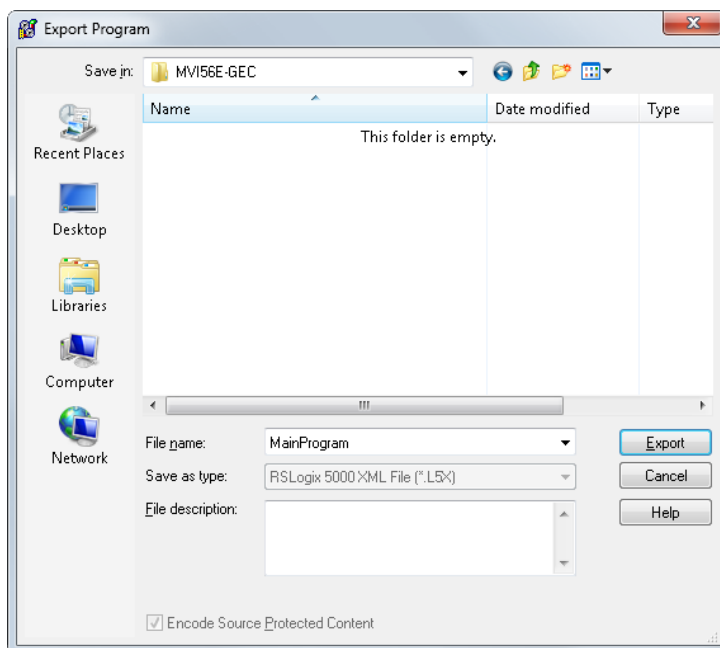 Export Program
Save in: MVI56E-GEC
Name Date modified Type
This folder is empty.
Recent Places
Desktop
Libraries
Computer
Network
File name: MainProgram Export
Save as type: RSLogix 5000 XML File (*.L5X) Cancel
File description: Help
Encode Source Protected Content